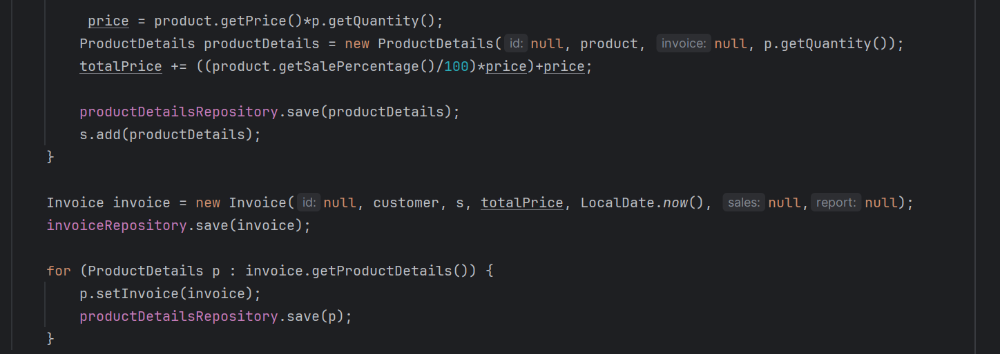 price = product.getPrice()*p.getQuantity();
ProductDetails productDetails = new ProductDetails( id: null, product, invoice: null, p.getQuantity());
totalPrice += ((product.getSalePercentage()/100)*price)+price;
productDetailsRepository.save(productDetails);
s.add(productDetails);
}
Invoice invoice = new Invoice( id: null, customer, s, totalPrice, LocalDate.now(), sales: null, report: null);
invoiceRepository.save(invoice);
for (ProductDetails p : invoice.getProductDetails()) {
p.setInvoice(invoice);
productDetailsRepository.save(p);
}